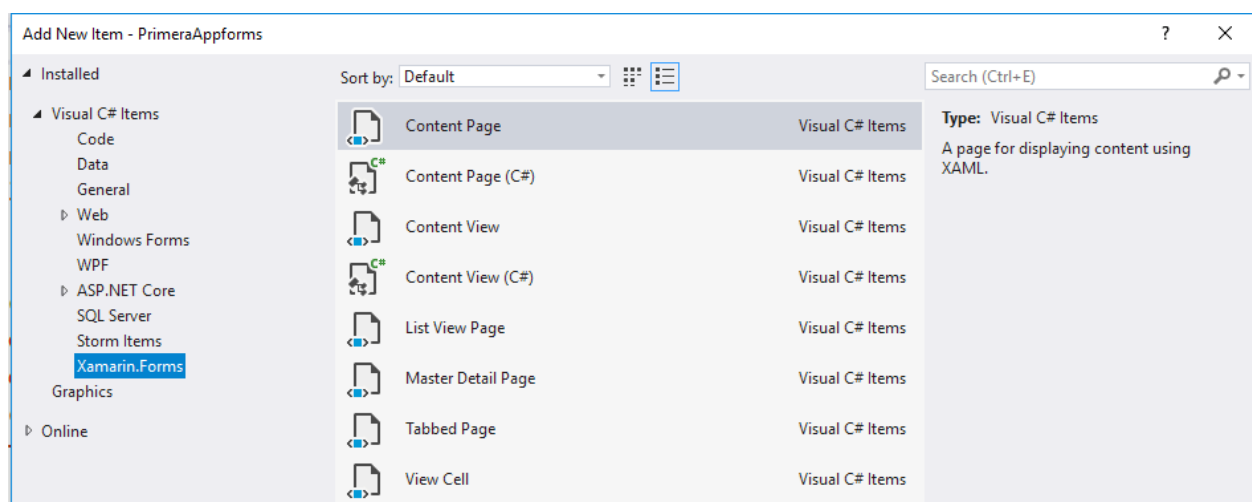 Add New Item - PrimeraAppforms
?
Installed
Sort by: Default
Search (Ctrl+E)
Visual C# Items
Code
Data
General
Web
Windows Forms
WPF
ASP.NET Core
SQL Server
Storm Items
Xamarin.Forms
Graphics
Online
Content Page Visual C# Items
C# Content Page (C#) Visual C# Items
Content View Visual C# Items
C# Content View (C#) Visual C# Items
List View Page Visual C# Items
Master Detail Page Visual C# Items
Tabbed Page Visual C# Items
View Cell Visual C# Items
Type: Visual C# Items
A page for displaying content using
XAML.